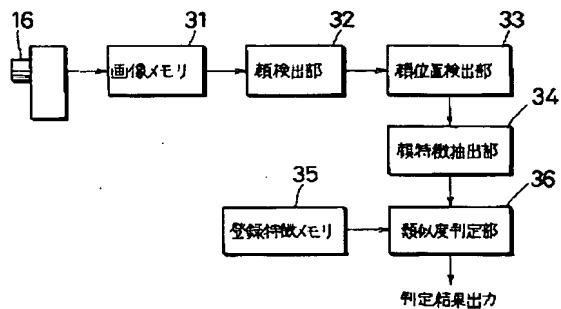 16
31
画像メモリ
32
顔検出部
33
顔位置検出部
34
顔特徴抽出部
35
登録特徴メモリ
36
類似度判定部
判定結果出力